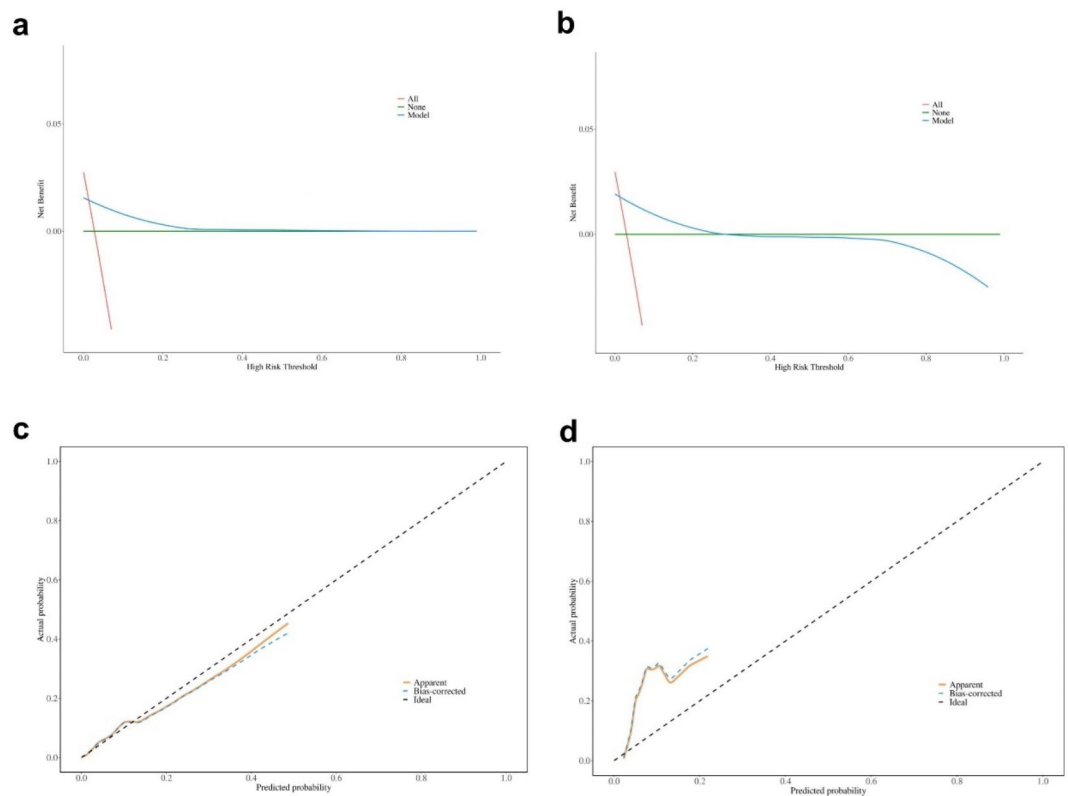 a
0.05
0.00
Net Benefit
All
None
Model
0.0 0.2 0.4 0.6 0.8 1.0
High Risk Threshold
b
0.05
0.00
Net Benefit
All
None
Model
0.0 0.2 0.4 0.6 0.8 1.0
High Risk Threshold
c
1.0
0.8
0.6
0.4
0.2
0.0
Actual probability
Apparent
Bias-corrected
Ideal
0.0 0.2 0.4 0.6 0.8 1.0
Predicted probability
d
1.0
0.8
0.6
0.4
0.2
0.0
Actual probability
Apparent
Bias-corrected
Ideal
0.0 0.2 0.4 0.6 0.8 1.0
Predicted probability